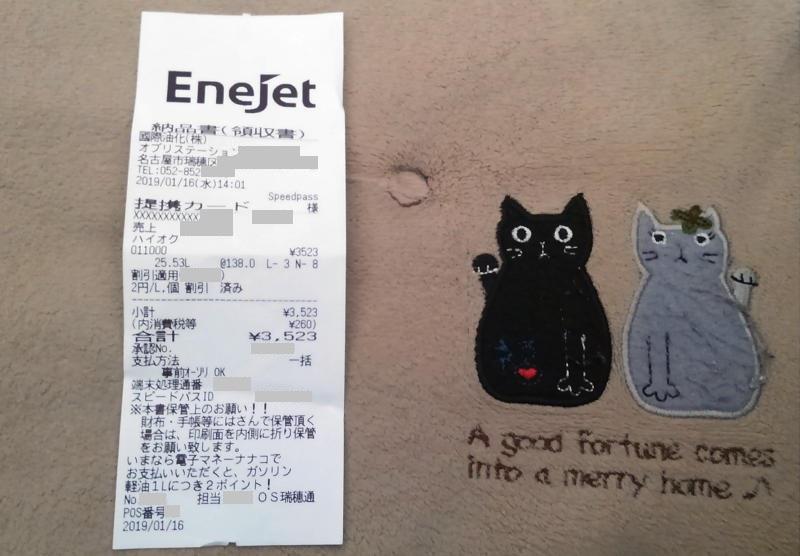 Enejet
納品書(領収書)
國際油化(株)
オブリステーショ
名古屋市瑞穂区
TEL:052-852
2019/01/16(水)14:01
Speedpass
提携カード 様
XXXXXXXXXXX
売上
ハイオク
011000 ¥3523
25.53L @138.0 L- 3 N- 8
割引適用( )
2円/L,個 割引 済み
小計 ¥3,523
(内消費税等 ¥260)
合計 ¥3,523
承認No.
支払方法 一括
事前オーソリ OK
端末処理通番
スピードパスID
※本書保管上のお願い!!
財布・手帳等にはさんで保管頂く
場合は、印刷面を内側に折り保管
をお願い致します。
いまなら電子マネーナナコで
お支払いいただくと、ガソリン
軽油1Lにつき2ポイント!
No 担当 OS瑞穂通
POS番号
2019/01/16
A good fortune comes
into a merry home ♪